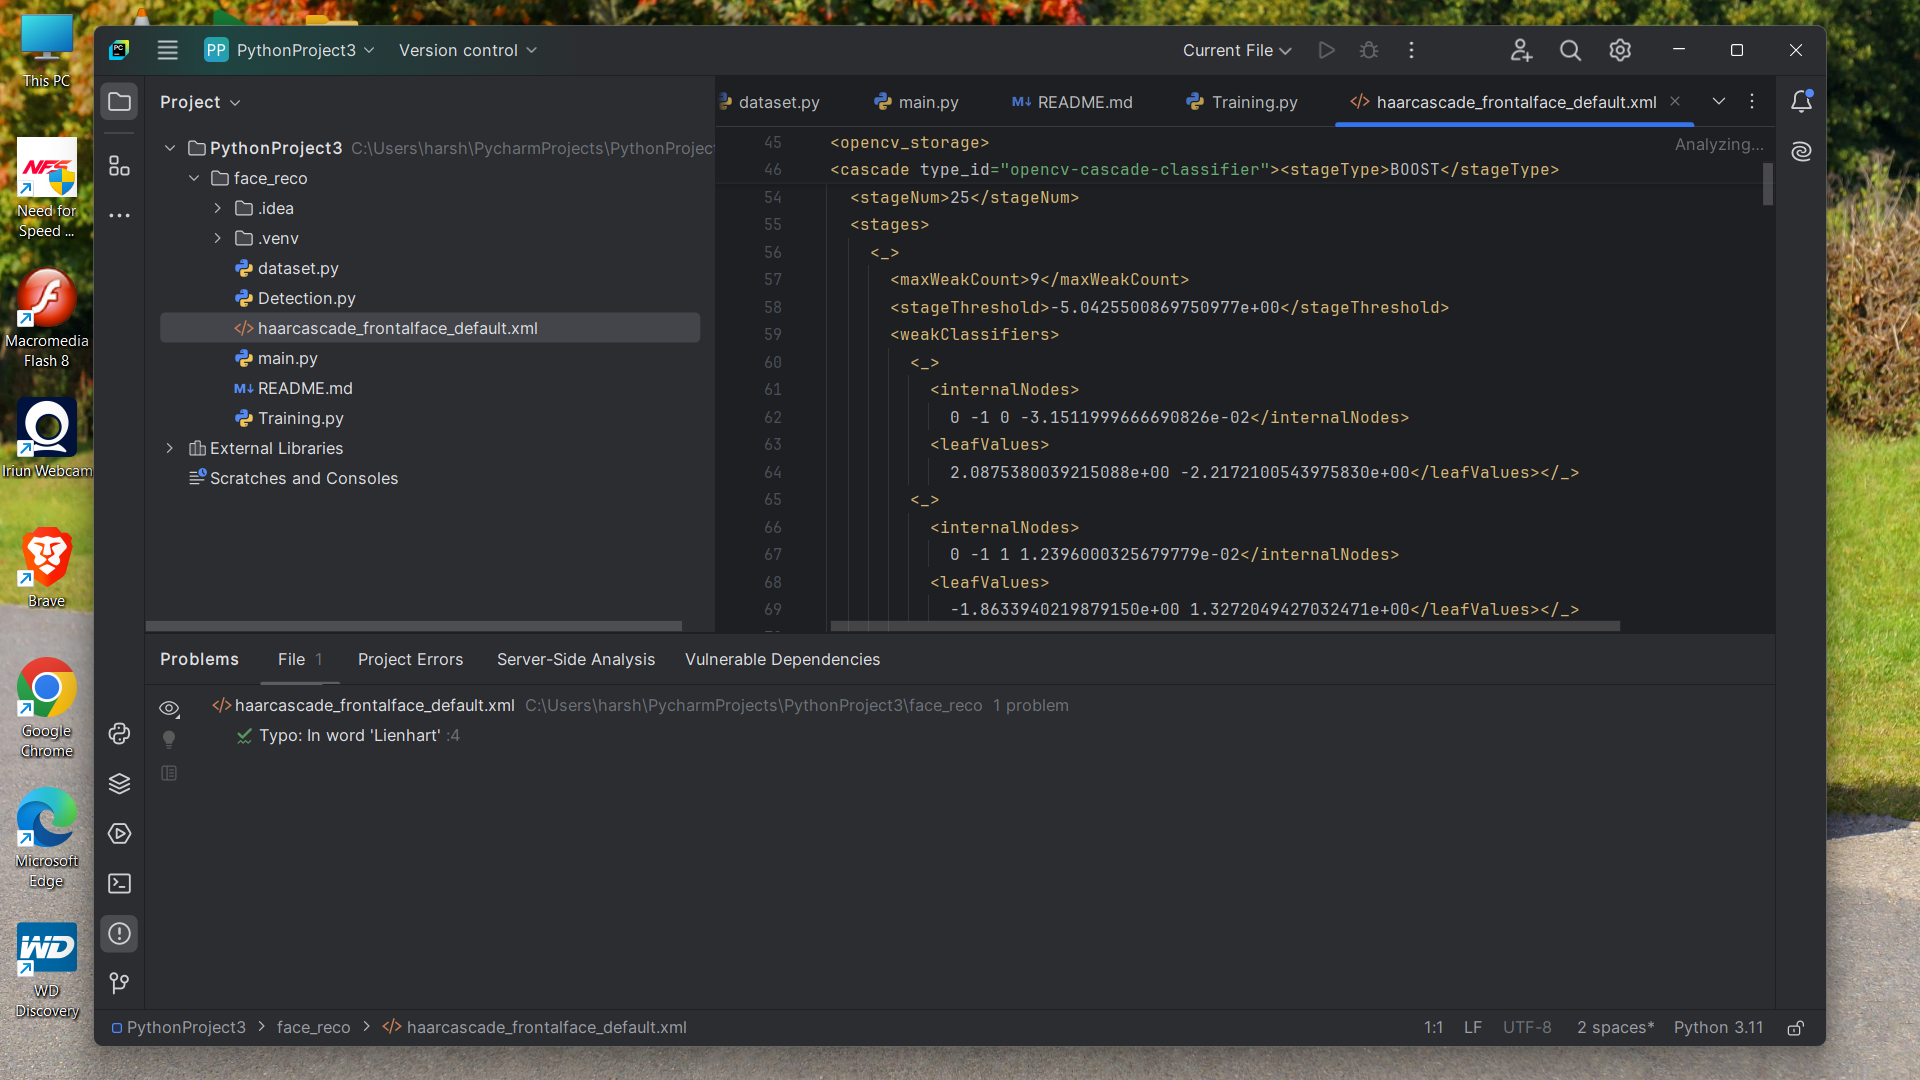 This PC
Need for
Speed ...
Macromedia
Flash 8
Iriun Webcam
Brave
Google
Chrome
Microsoft
Edge
WD
WD
Discovery
PC
PP PythonProject3
Version control
Current File
Project
PythonProject3 C:\Users\harsh\PycharmProjects\PythonProject
face_reco
.idea
.venv
dataset.py
Detection.py
</> haarcascade_frontalface_default.xml
main.py
M↓ README.md
Training.py
External Libraries
Scratches and Consoles
dataset.py
main.py
M↓ README.md
Training.py
</> haarcascade_frontalface_default.xml
Analyzing...
45 <opencv_storage>
46 <cascade type_id="opencv-cascade-classifier"><stageType>BOOST</stageType>
54 <stageNum>25</stageNum>
55 <stages>
56 <_>
57 <maxWeakCount>9</maxWeakCount>
58 <stageThreshold>-5.0425500869750977e+00</stageThreshold>
59 <weakClassifiers>
60 <_>
61 <internalNodes>
62 0 -1 0 -3.1511999666690826e-02</internalNodes>
63 <leafValues>
64 2.0875380039215088e+00 -2.2172100543975830e+00</leafValues></_>
65 <_>
66 <internalNodes>
67 0 -1 1 1.2396000325679779e-02</internalNodes>
68 <leafValues>
69 -1.8633940219879150e+00 1.3272049427032471e+00</leafValues></_>
Problems
File 1
Project Errors
Server-Side Analysis
Vulnerable Dependencies
</> haarcascade_frontalface_default.xml C:\Users\harsh\PycharmProjects\PythonProject3\face_reco 1 problem
Typo: In word 'Lienhart' :4
PythonProject3 > face_reco > </> haarcascade_frontalface_default.xml
1:1
LF
UTF-8
2 spaces*
Python 3.11